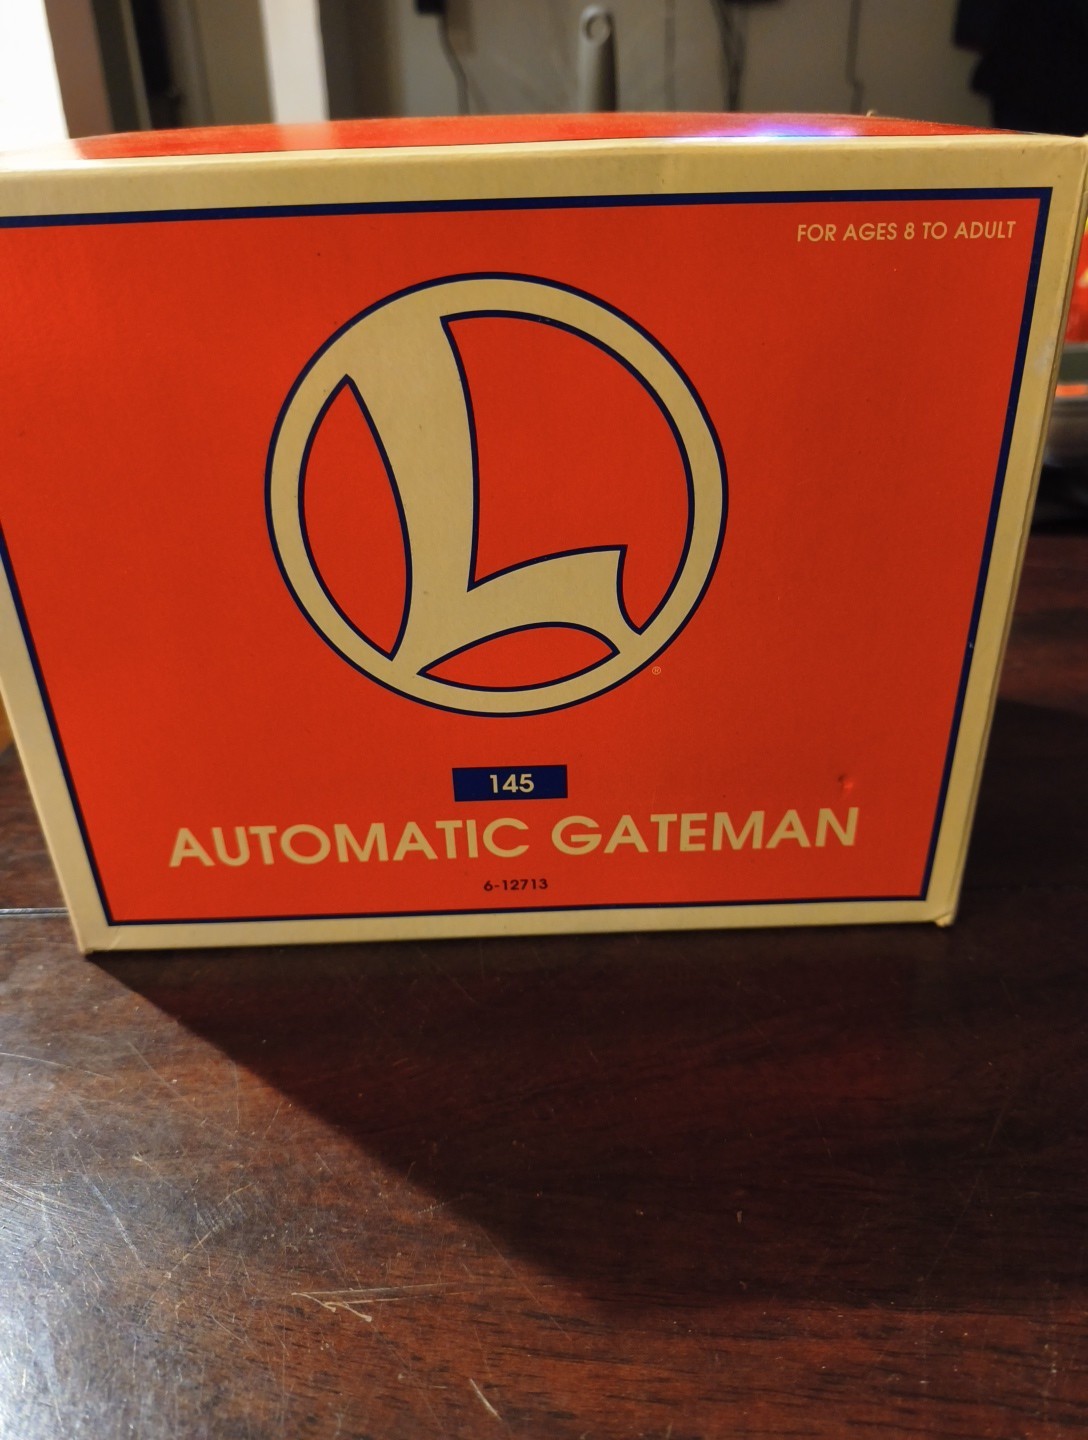 FOR AGES 8 TO ADULT
L
®
145
AUTOMATIC GATEMAN
6-12713